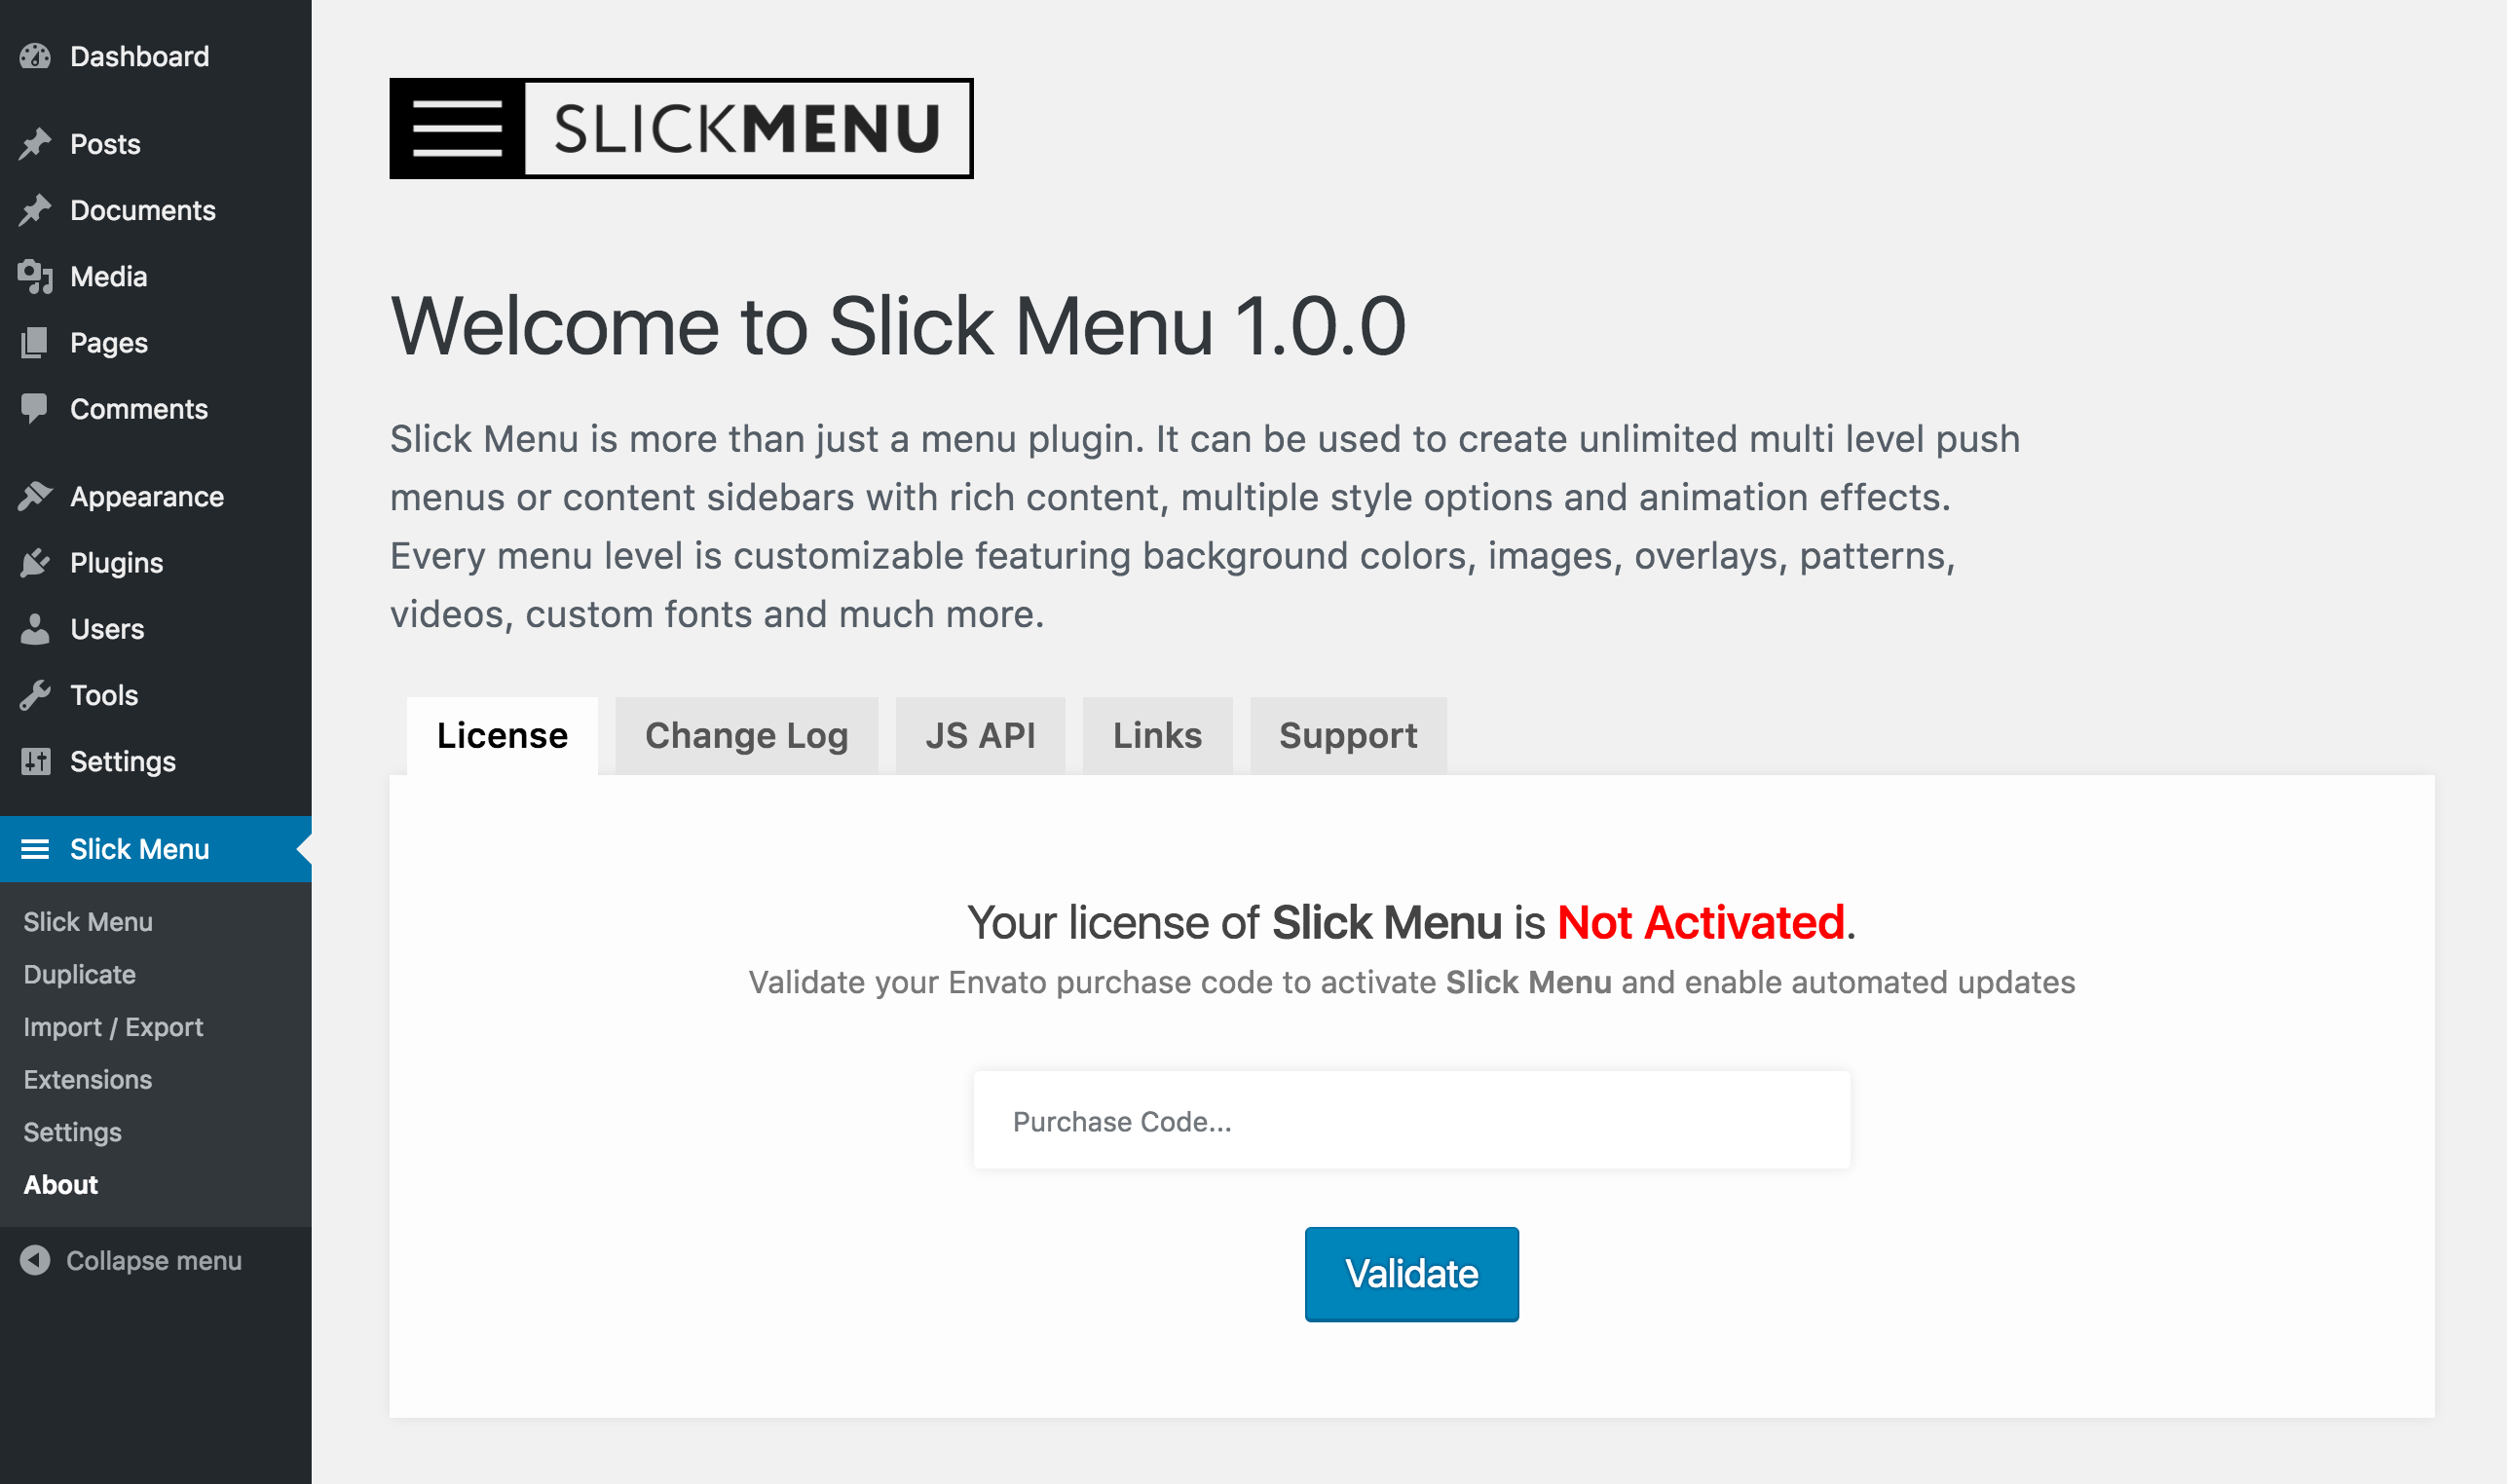 Dashboard
Posts
Documents
Media
Pages
Comments
Appearance
Plugins
Users
Tools
Settings
Slick Menu
Slick Menu
Duplicate
Import / Export
Extensions
Settings
About
Collapse menu
SLICKMENU
Welcome to Slick Menu 1.0.0
Slick Menu is more than just a menu plugin. It can be used to create unlimited multi level push
menus or content sidebars with rich content, multiple style options and animation effects.
Every menu level is customizable featuring background colors, images, overlays, patterns,
videos, custom fonts and much more.
License Change Log JS API Links Support
Your license of Slick Menu is Not Activated.
Validate your Envato purchase code to activate Slick Menu and enable automated updates
Purchase Code...
Validate